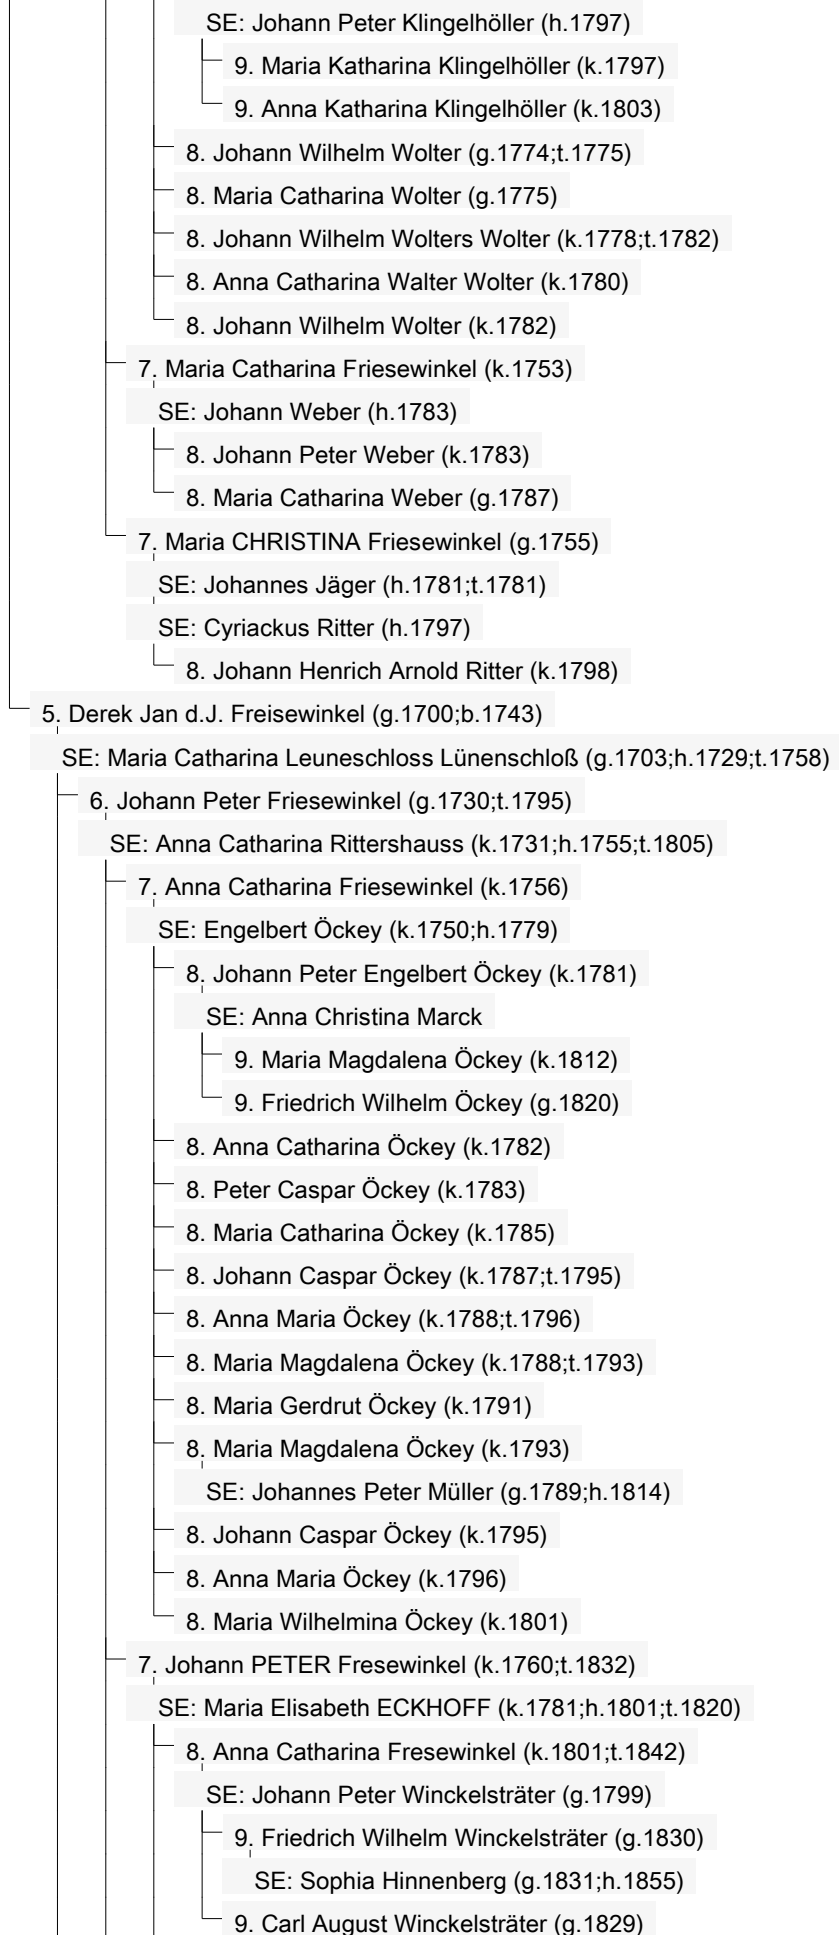 SE: Johann Peter Klingelhöller (h.1797)
9. Maria Katharina Klingelhöller (k.1797)
9. Anna Katharina Klingelhöller (k.1803)
8. Johann Wilhelm Wolter (g.1774;t.1775)
8. Maria Catharina Wolter (g.1775)
8. Johann Wilhelm Wolters Wolter (k.1778;t.1782)
8. Anna Catharina Walter Wolter (k.1780)
8. Johann Wilhelm Wolter (k.1782)
7. Maria Catharina Friesewinkel (k.1753)
SE: Johann Weber (h.1783)
8. Johann Peter Weber (k.1783)
8. Maria Catharina Weber (g.1787)
7. Maria CHRISTINA Friesewinkel (g.1755)
SE: Johannes Jäger (h.1781;t.1781)
SE: Cyriackus Ritter (h.1797)
8. Johann Henrich Arnold Ritter (k.1798)
5. Derek Jan d.J. Freisewinkel (g.1700;b.1743)
SE: Maria Catharina Leuneschloss Lünenschloß (g.1703;h.1729;t.1758)
6. Johann Peter Friesewinkel (g.1730;t.1795)
SE: Anna Catharina Rittershauss (k.1731;h.1755;t.1805)
7. Anna Catharina Friesewinkel (k.1756)
SE: Engelbert Öckey (k.1750;h.1779)
8. Johann Peter Engelbert Öckey (k.1781)
SE: Anna Christina Marck
9. Maria Magdalena Öckey (k.1812)
9. Friedrich Wilhelm Öckey (g.1820)
8. Anna Catharina Öckey (k.1782)
8. Peter Caspar Öckey (k.1783)
8. Maria Catharina Öckey (k.1785)
8. Johann Caspar Öckey (k.1787;t.1795)
8. Anna Maria Öckey (k.1788;t.1796)
8. Maria Magdalena Öckey (k.1788;t.1793)
8. Maria Gerdrut Öckey (k.1791)
8. Maria Magdalena Öckey (k.1793)
SE: Johannes Peter Müller (g.1789;h.1814)
8. Johann Caspar Öckey (k.1795)
8. Anna Maria Öckey (k.1796)
8. Maria Wilhelmina Öckey (k.1801)
7. Johann PETER Fresewinkel (k.1760;t.1832)
SE: Maria Elisabeth ECKHOFF (k.1781;h.1801;t.1820)
8. Anna Catharina Fresewinkel (k.1801;t.1842)
SE: Johann Peter Winckelsträter (g.1799)
9. Friedrich Wilhelm Winckelsträter (g.1830)
SE: Sophia Hinnenberg (g.1831;h.1855)
9. Carl August Winckelsträter (g.1829)